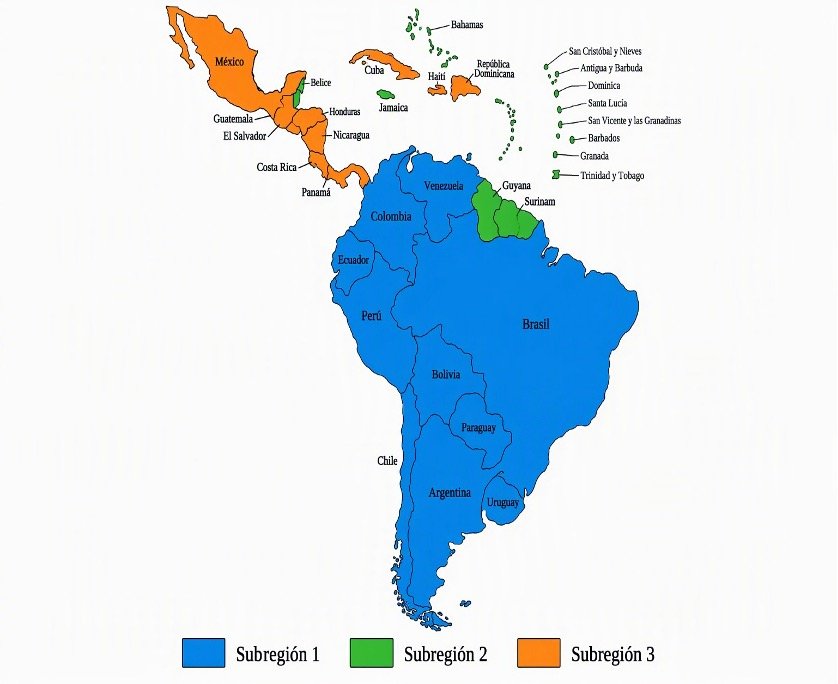 Bahamas
San Cristóbal y Nieves
México
Cuba
Haití
República
Dominicana
Antigua y Barbuda
Belice
Dominica
Jamaica
Santa Lucía
Guatemala
Honduras
San Vicente y las Granadinas
El Salvador
Nicaragua
Barbados
Costa Rica
Granada
Panamá
Trinidad y Tobago
Venezuela
Guyana
Colombia
Surinam
Ecuador
Perú
Brasil
Bolivia
Paraguay
Chile
Argentina
Uruguay
Subregión 1
Subregión 2
Subregión 3